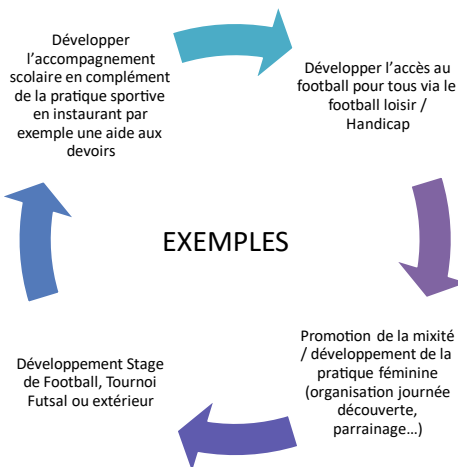 Développer
l'accompagnement
scolaire en complément
de la pratique sportive
en instaurant par
exemple une aide aux
devoirs
Développer l'accès au
football pour tous via le
football loisir /
Handicap
EXEMPLES
Promotion de la mixité
/ développement de la
pratique féminine
(organisation journée
découverte,
parrainage…)
Développement Stage
de Football, Tournoi
Futsal ou extérieur